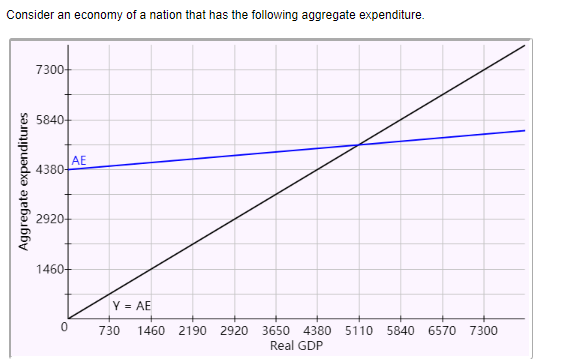 Consider an economy of a nation that has the following aggregate expenditure.
Aggregate expenditures
7300
5840
4380
2920
1460
AE
Y = AE
0 730 1460 2190 2920 3650 4380 5110 5840 6570 7300
Real GDP